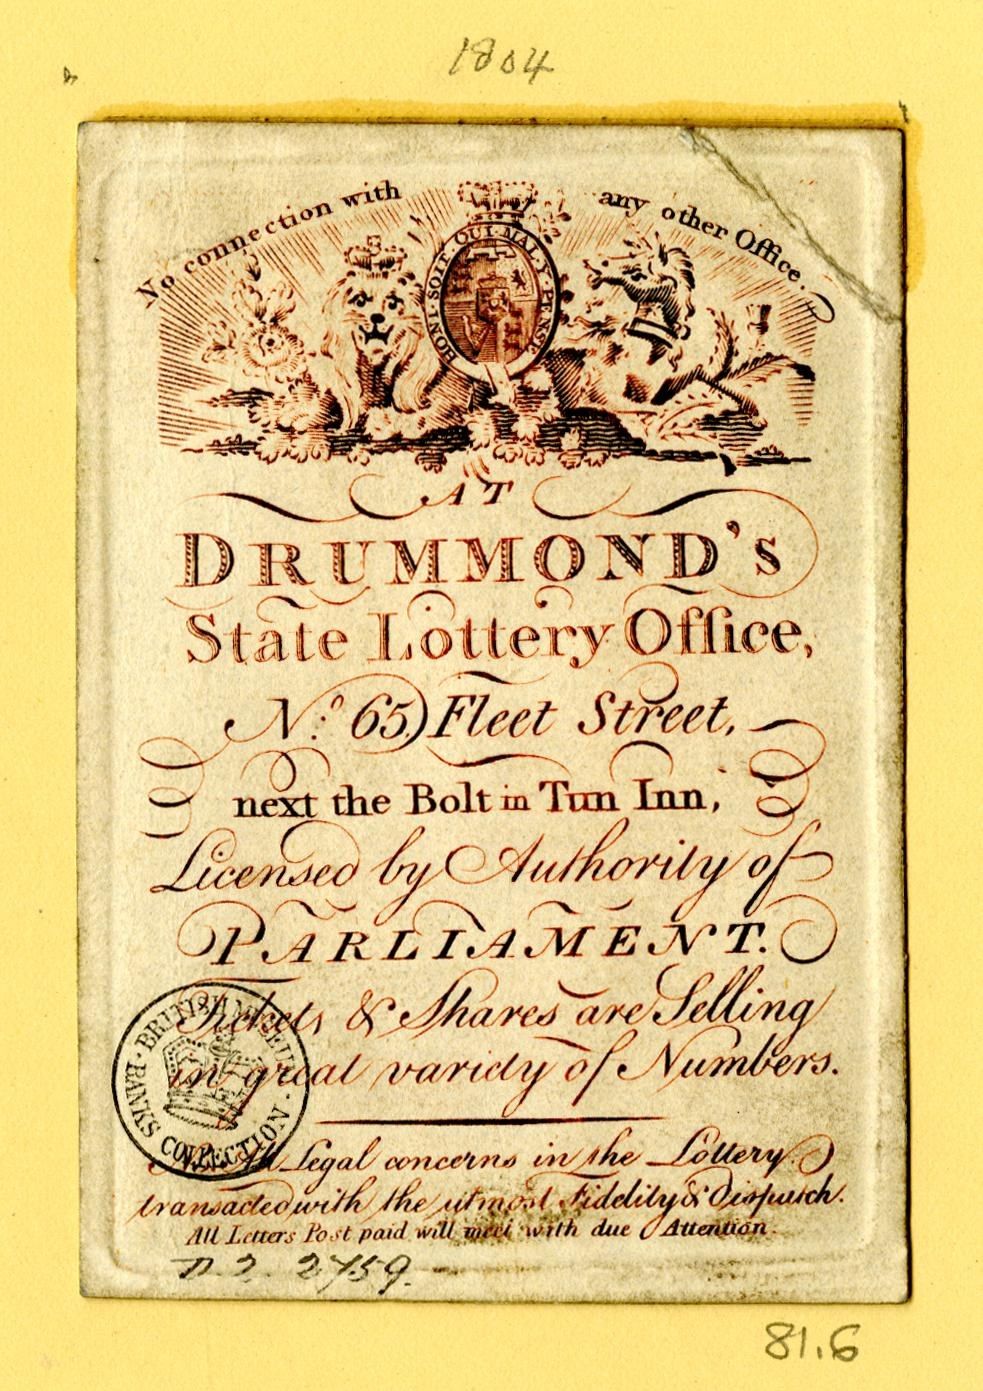 1804
No connection with any other Office.
HONI · SOIT · QUI · MAL · Y · PENSE
AT
DRUMMOND's
State Lottery Office,
N.º 65,) Fleet Street,
next the Bolt in Tun Inn,
Licensed by Authority of
PARLIAMENT.
Tickets & Shares are Selling
in great variety of Numbers.
BRITISH MUSEUM · BANKS COLLECTION ·
Legal concerns in the Lottery
transacted with the utmost Fidelity & Dispatch.
All Letters Post paid will meet with due Attention.
D.2. 2759.
81.6